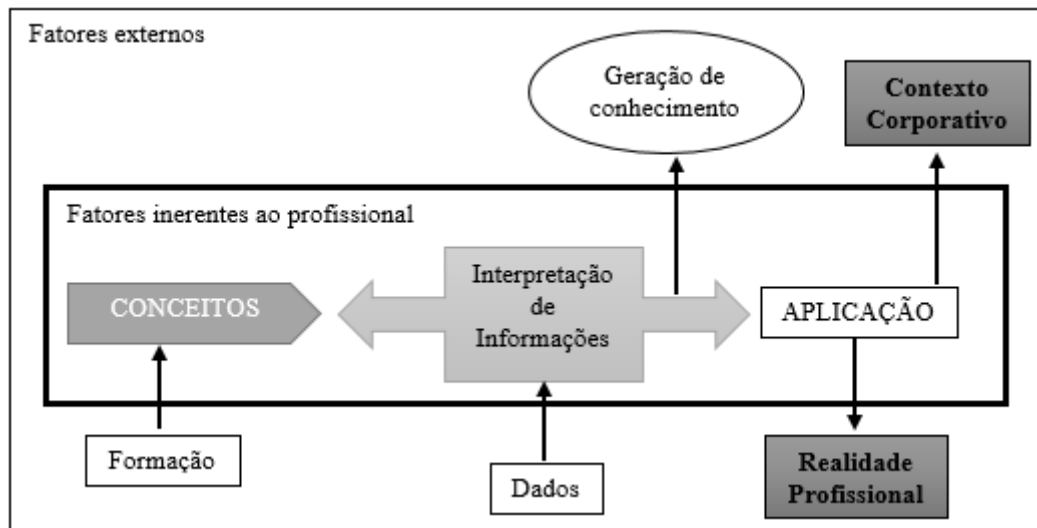 Fatores externos
Geração de
conhecimento
Contexto
Corporativo
Fatores inerentes ao profissional
CONCEITOS
Interpretação
de
Informações
APLICAÇÃO
Formação
Dados
Realidade
Profissional